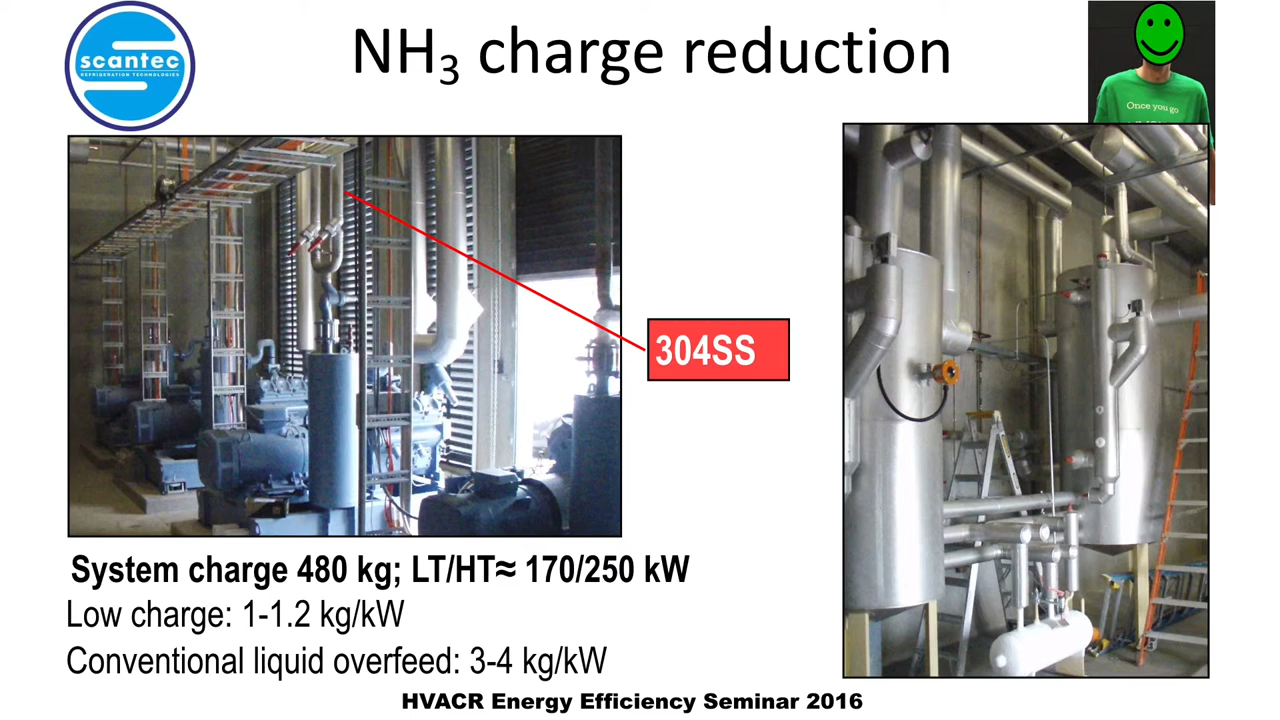 scantec
REFRIGERATION TECHNOLOGIES
NH₃ charge reduction
Once you go
304SS
System charge 480 kg; LT/HT≈ 170/250 kW
Low charge: 1-1.2 kg/kW
Conventional liquid overfeed: 3-4 kg/kW
HVACR Energy Efficiency Seminar 2016